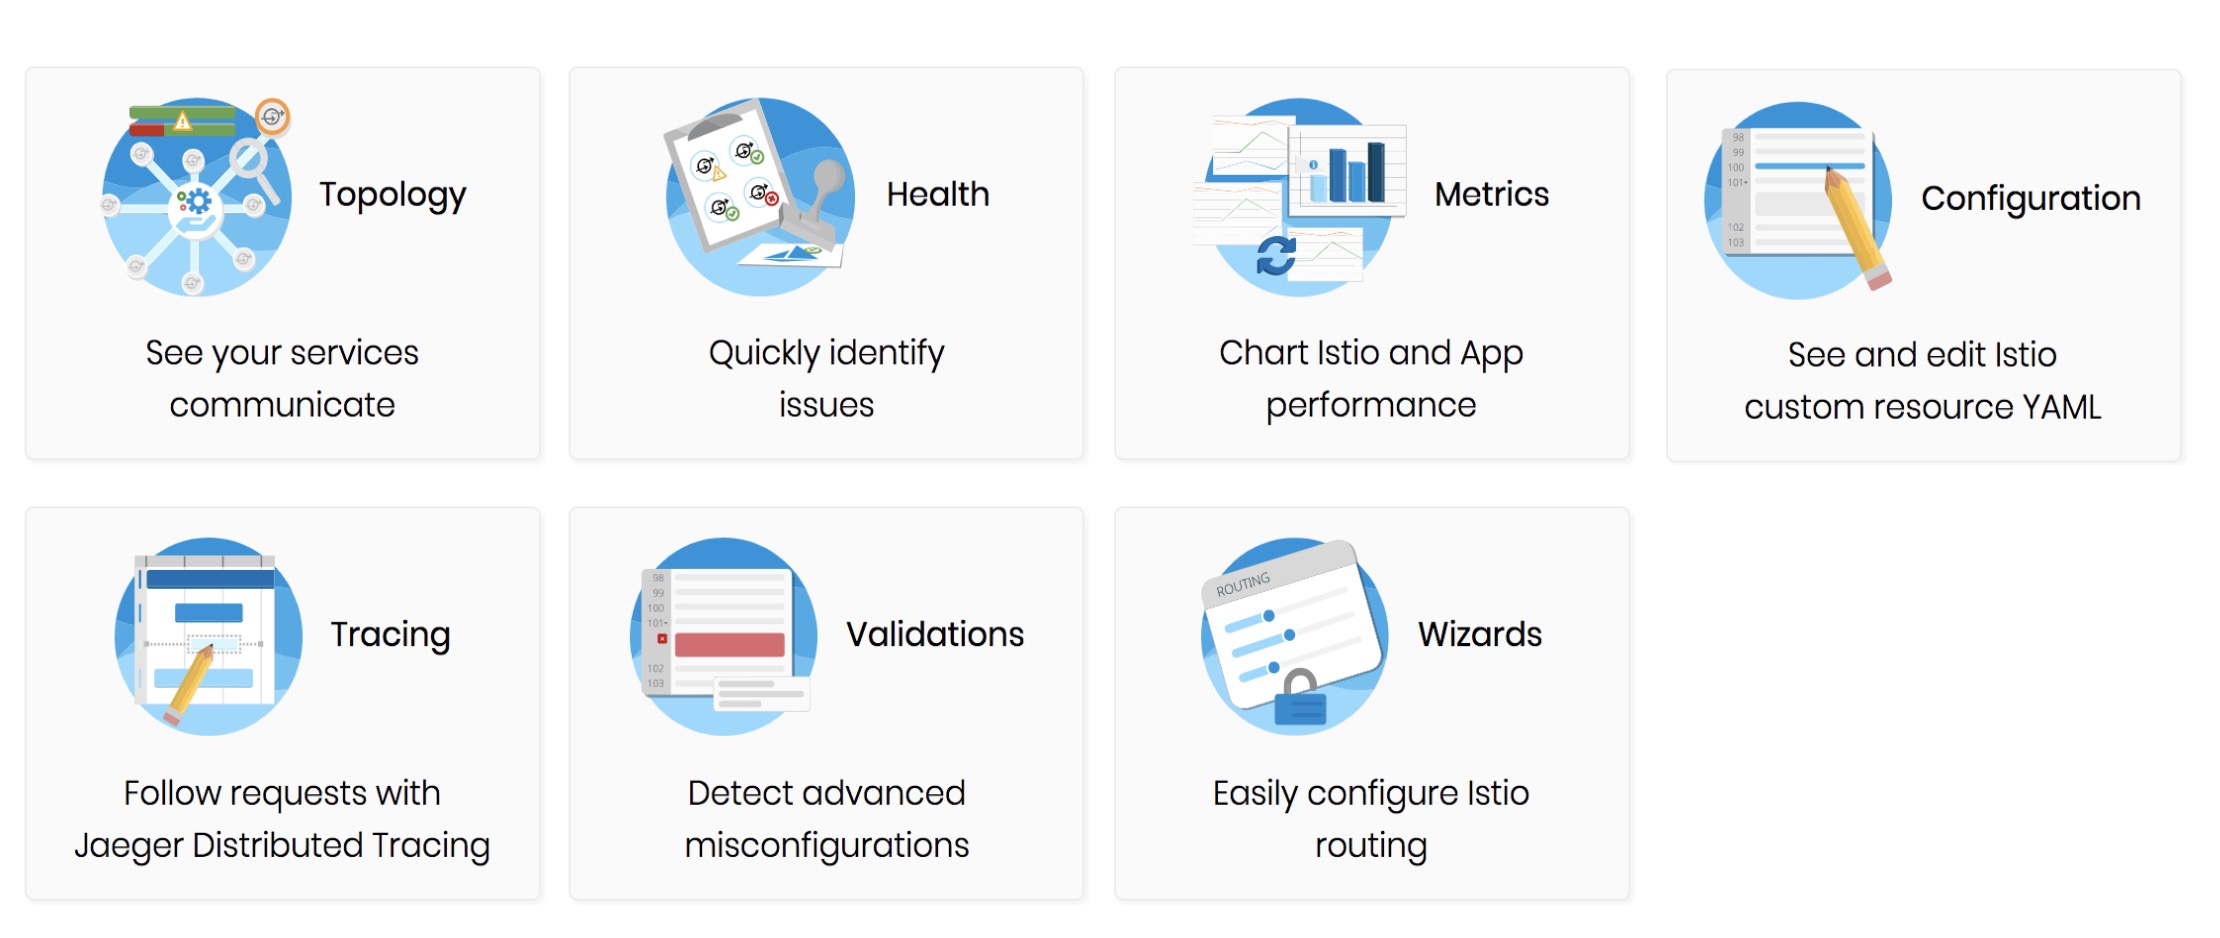 Topology
See your services
communicate
Health
Quickly identify
issues
Metrics
Chart Istio and App
performance
98
99
100
101
102
103
Configuration
See and edit Istio
custom resource YAML
Tracing
Follow requests with
Jaeger Distributed Tracing
98
99
100
101
102
103
Validations
Detect advanced
misconfigurations
ROUTING
Wizards
Easily configure Istio
routing